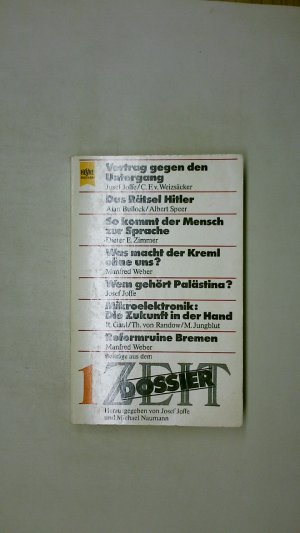 HEYNE
BÜCHER
Vertrag gegen den
Untergang
Josef Joffe/C.F.v. Weizsäcker
Das Rätsel Hitler
Alan Bullock/Albert Speer
So kommt der Mensch
zur Sprache
Dieter E. Zimmer
Was macht der Kreml
ohne uns?
Manfred Weber
Wem gehört Palästina?
Josef Joffe
Mikroelektronik:
Die Zukunft in der Hand
R. Gaul/Th. von Randow/M. Jungblut
Reformruine Bremen
Manfred Weber
Beiträge aus dem
1 ZEIT
DOSSIER
Herausgegeben von Josef Joffe
und Michael Naumann